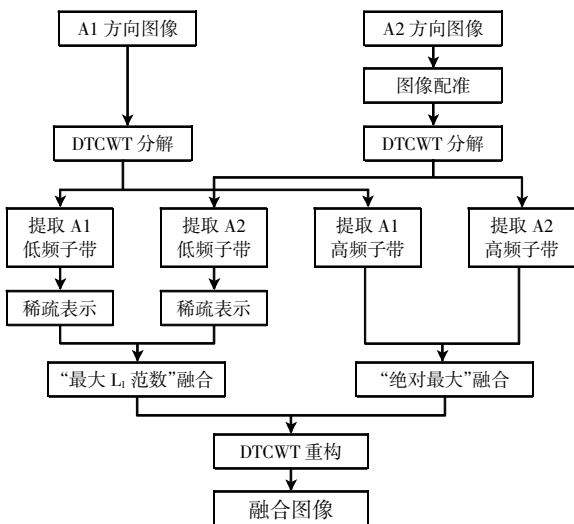 A1 方向图像
A2 方向图像
图像配准
DTCWT 分解
DTCWT 分解
提取 A1
低频子带
提取 A2
低频子带
提取 A1
高频子带
提取 A2
高频子带
稀疏表示
稀疏表示
“最大 L₁ 范数”融合
“绝对最大”融合
DTCWT 重构
融合图像